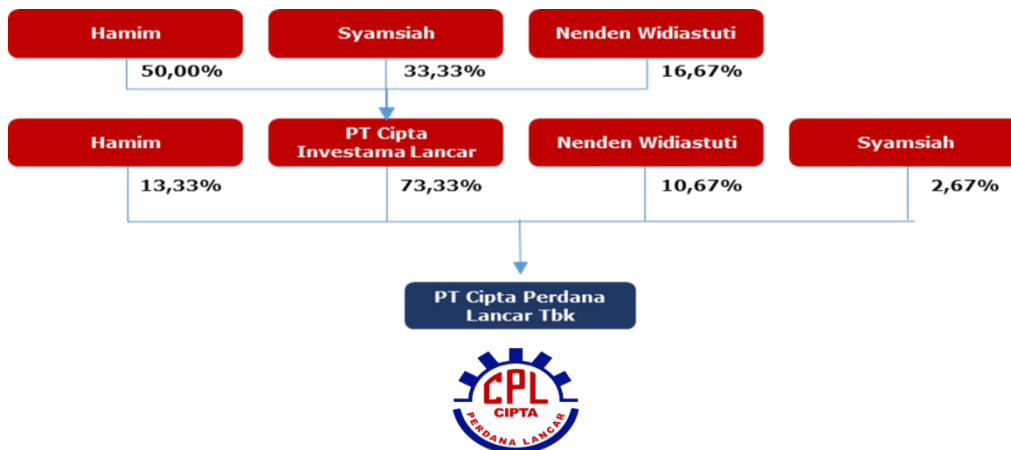 Hamim
Syamsiah
Nenden Widiastuti
50,00%
33,33%
16,67%
Hamim
PT Cipta
Investama Lancar
Nenden Widiastuti
Syamsiah
13,33%
73,33%
10,67%
2,67%
PT Cipta Perdana
Lancar Tbk
CPL
CIPTA
PERDANA LANCAR